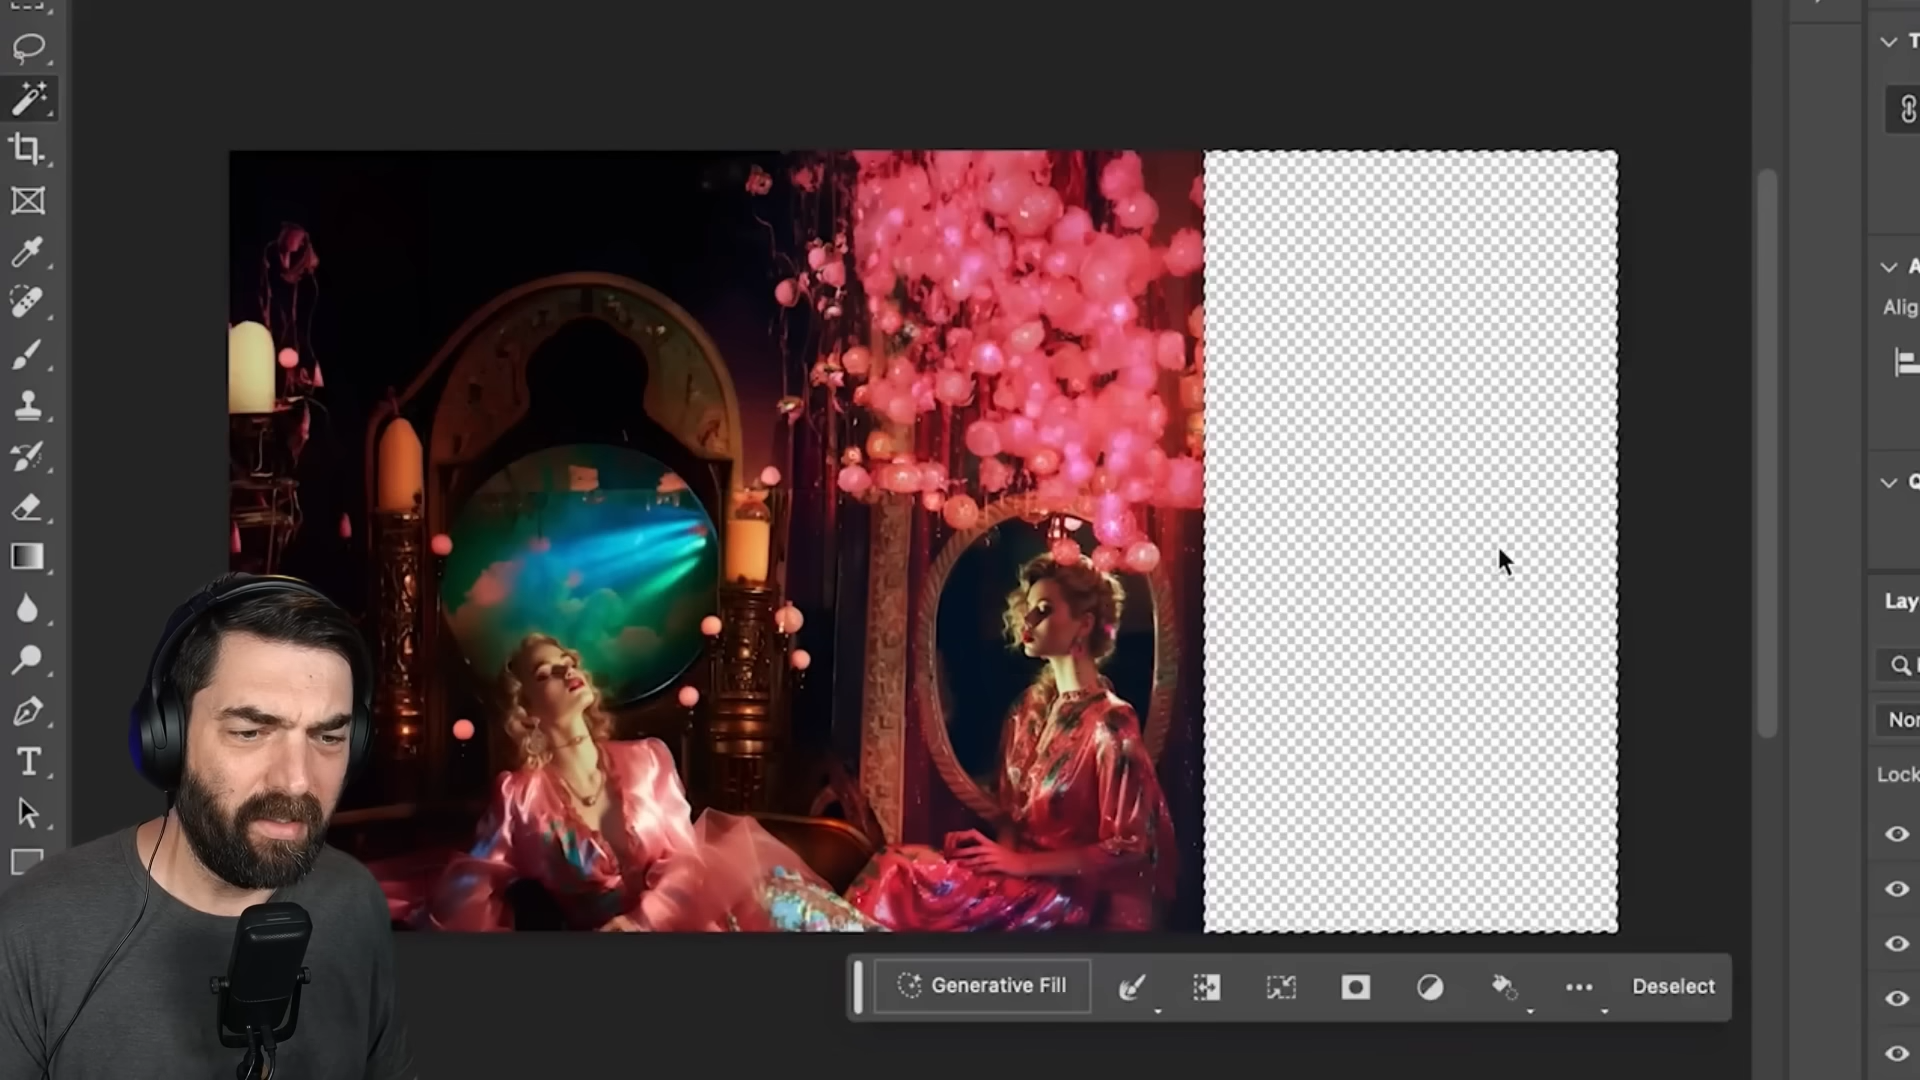 T
A
Alig
Q
Lay
Nor
Lock
T
Generative Fill
Deselect